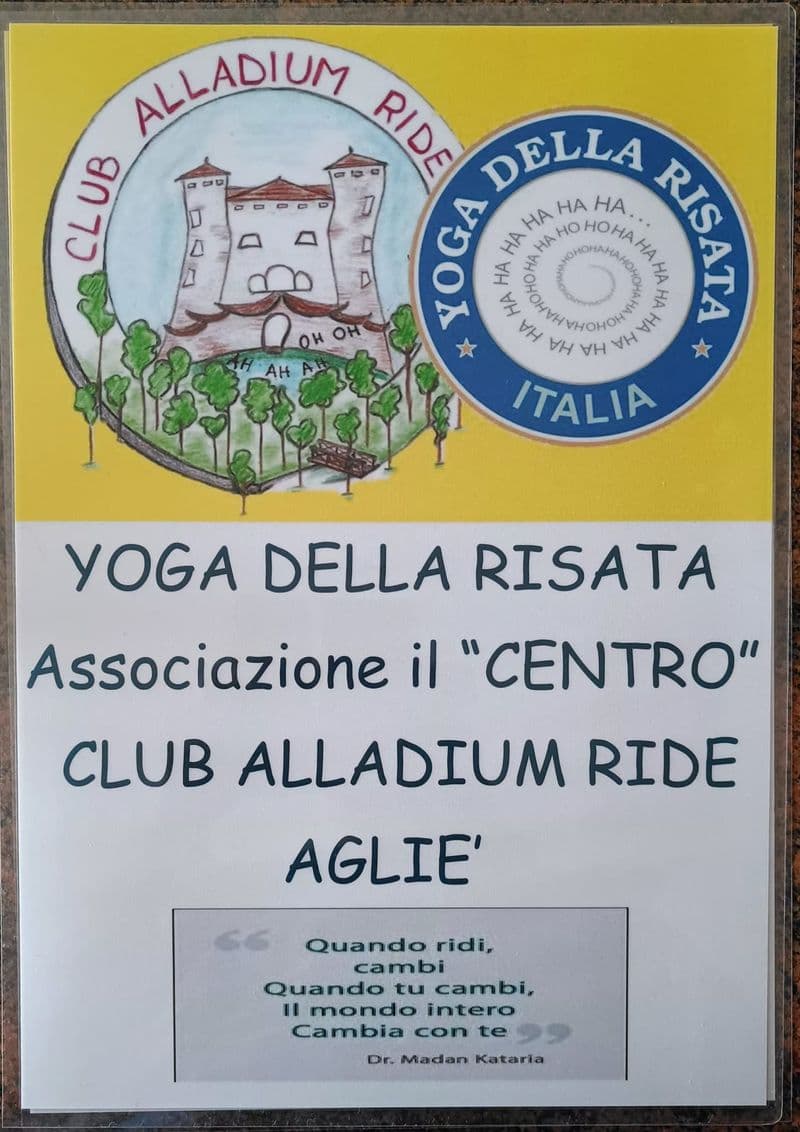 CLUB ALLADIUM RIDE
OH OH
AH AH AH
YOGA DELLA RISATA
ITALIA
YOGA DELLA RISATA
Associazione il “CENTRO”
CLUB ALLADIUM RIDE
AGLIE’
“ Quando ridi,
cambi
Quando tu cambi,
Il mondo intero
Cambia con te ”
Dr. Madan Kataria